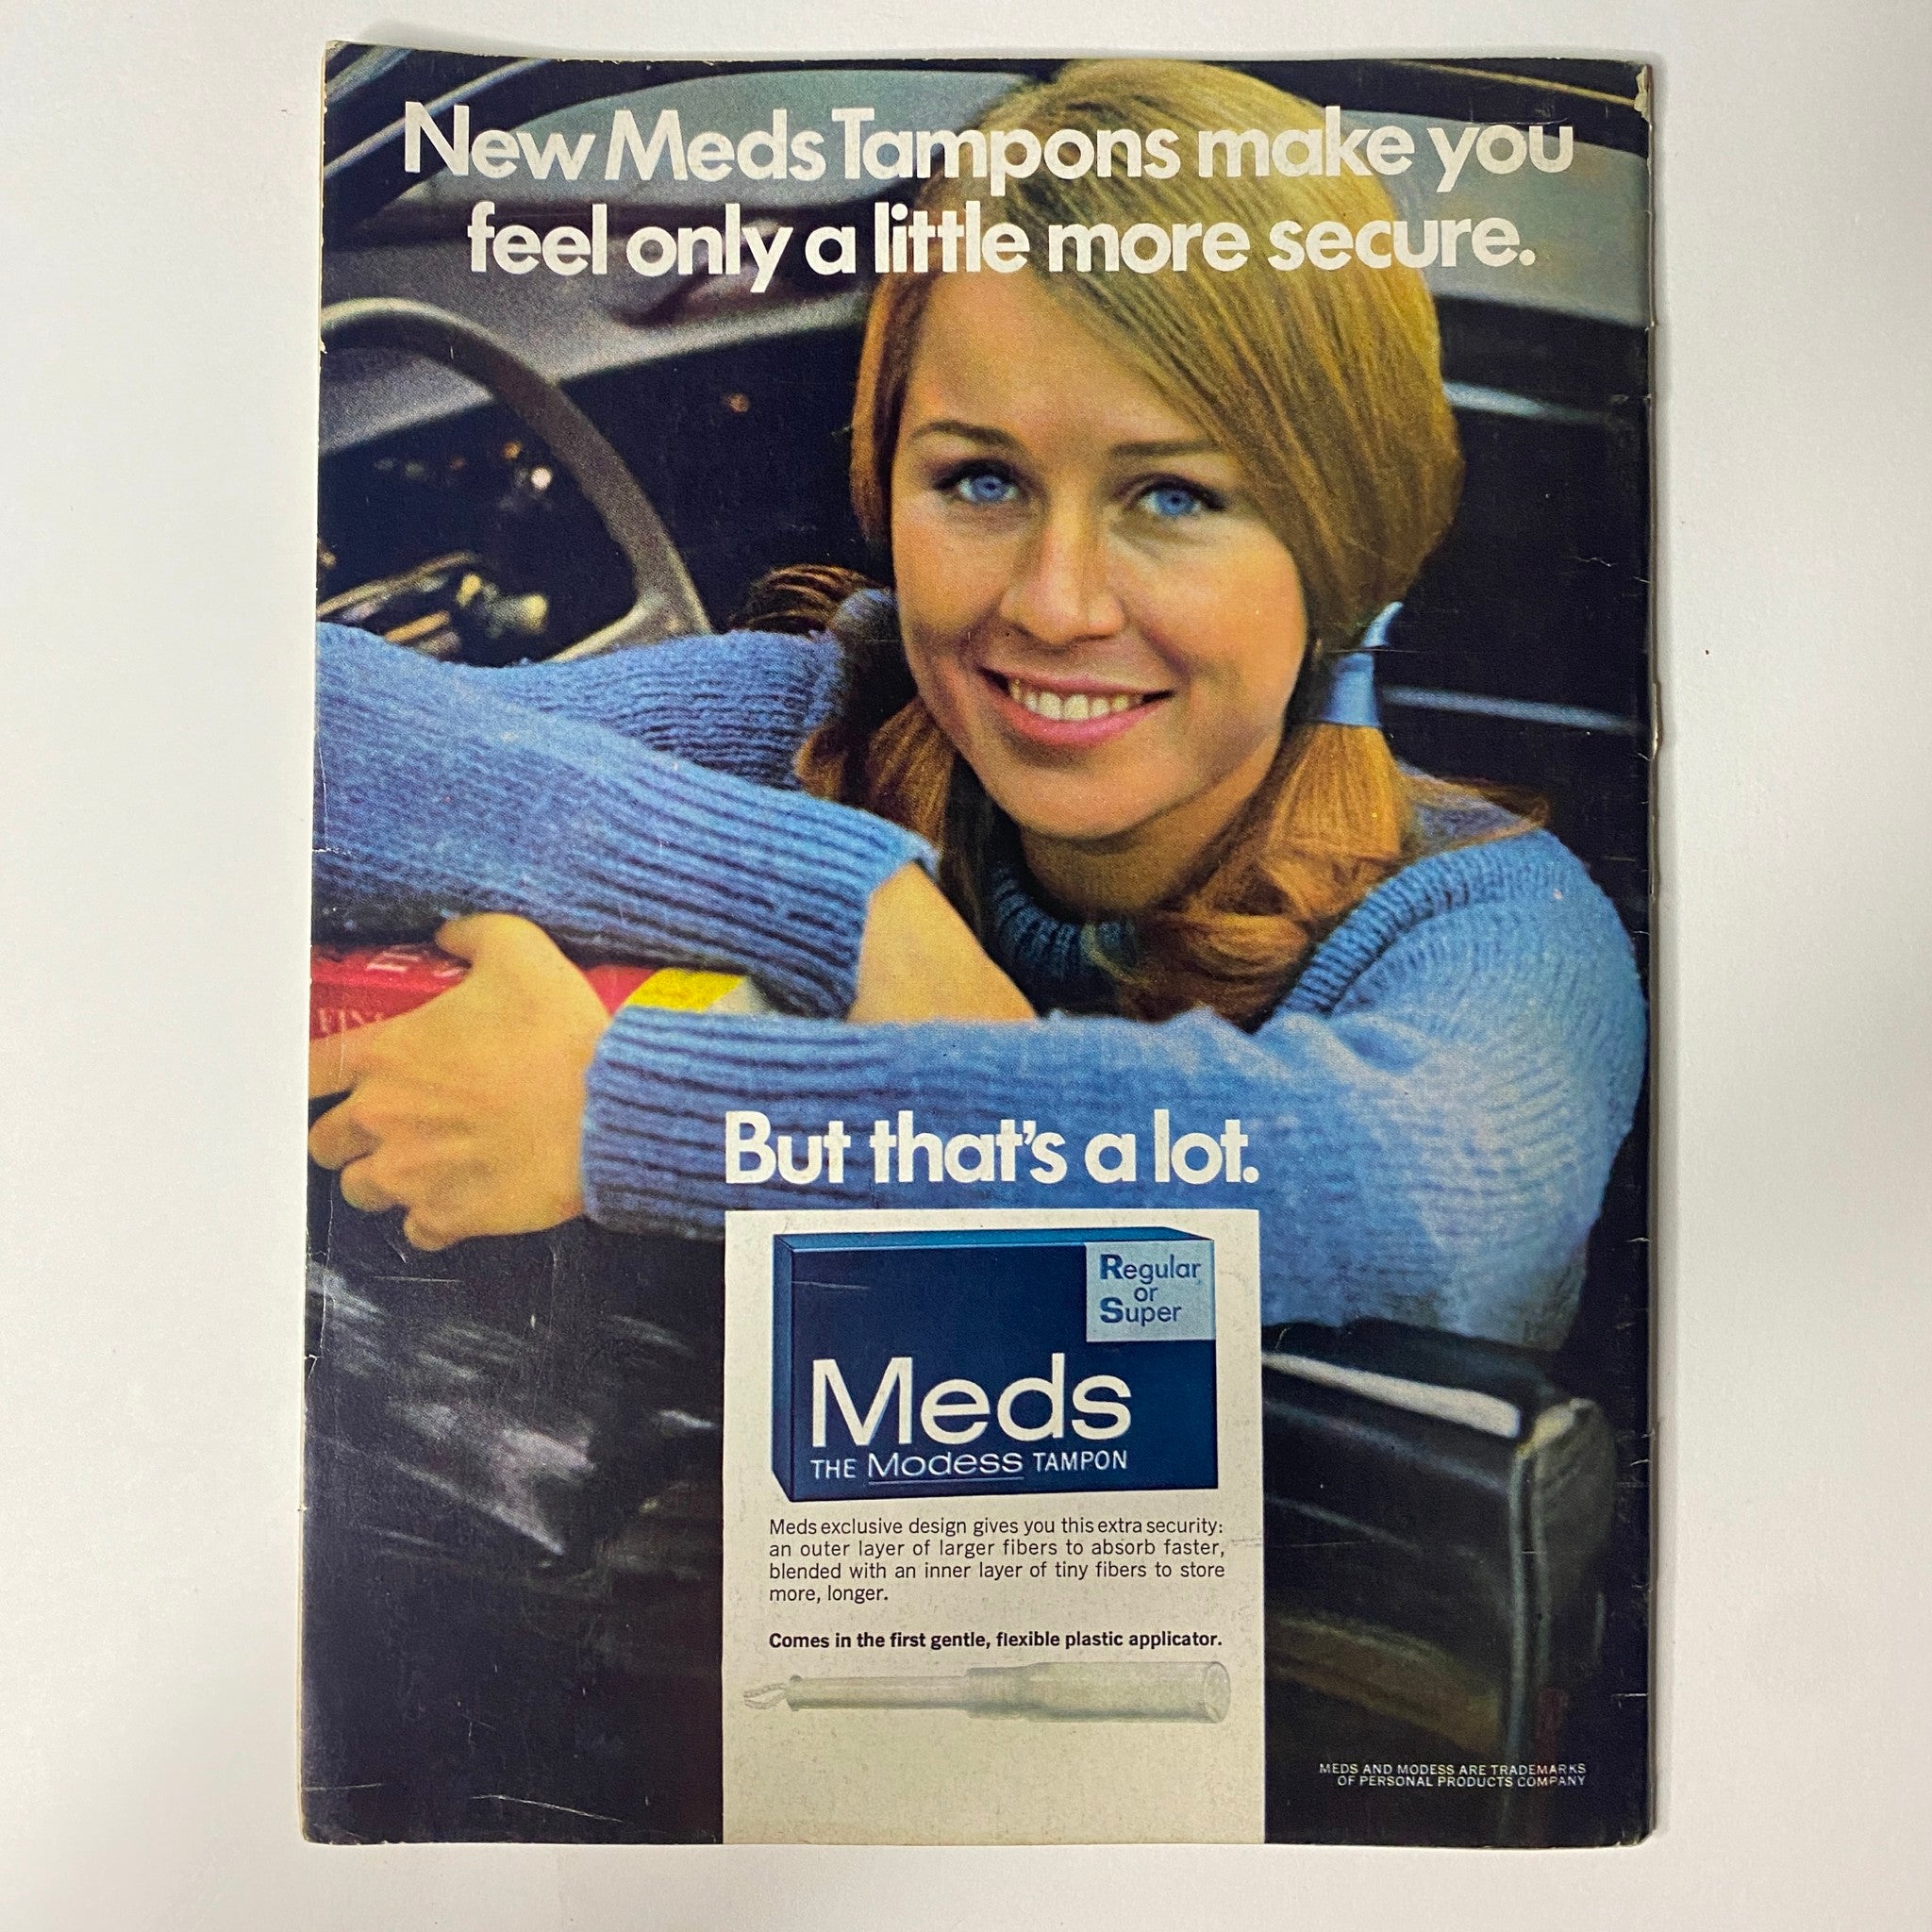 New Meds Tampons make you
feel only a little more secure.
But that's a lot.
Regular
or
Super
Meds
THE Modess TAMPON
Meds exclusive design gives you this extra security:
an outer layer of larger fibers to absorb faster,
blended with an inner layer of tiny fibers to store
more, longer.
Comes in the first gentle, flexible plastic applicator.
MEDS AND MODESS ARE TRADEMARKS
OF PERSONAL PRODUCTS COMPANY